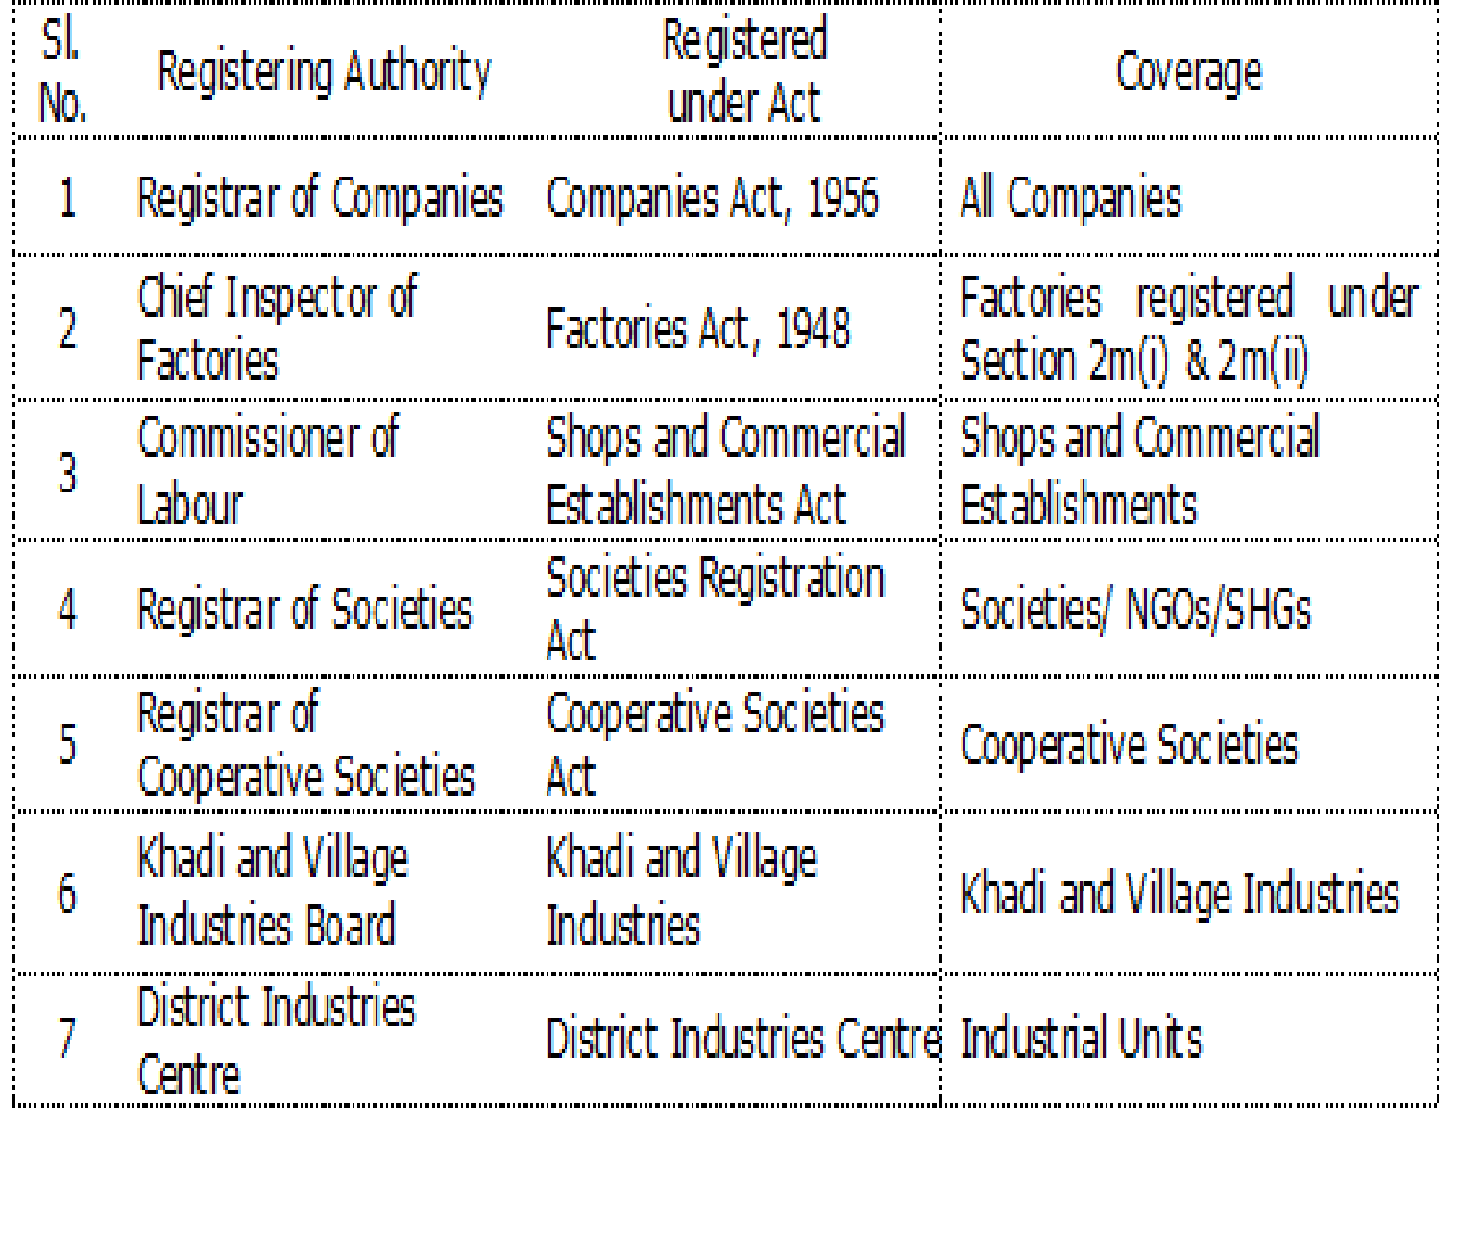 Sl.
No.
Registering Authority
Registered
under Act
Coverage
1
Registrar of Companies
Companies Act, 1956
All Companies
2
Chief Inspector of
Factories
Factories Act, 1948
Factories registered under
Section 2m(i) & 2m(ii)
3
Commissioner of
Labour
Shops and Commercial
Establishments Act
Shops and Commercial
Establishments
4
Registrar of Societies
Societies Registration
Act
Societies/ NGOs/SHGs
5
Registrar of
Cooperative Societies
Cooperative Societies
Act
Cooperative Societies
6
Khadi and Village
Industries Board
Khadi and Village
Industries
Khadi and Village Industries
7
District Industries
Centre
District Industries Centre
Industrial Units